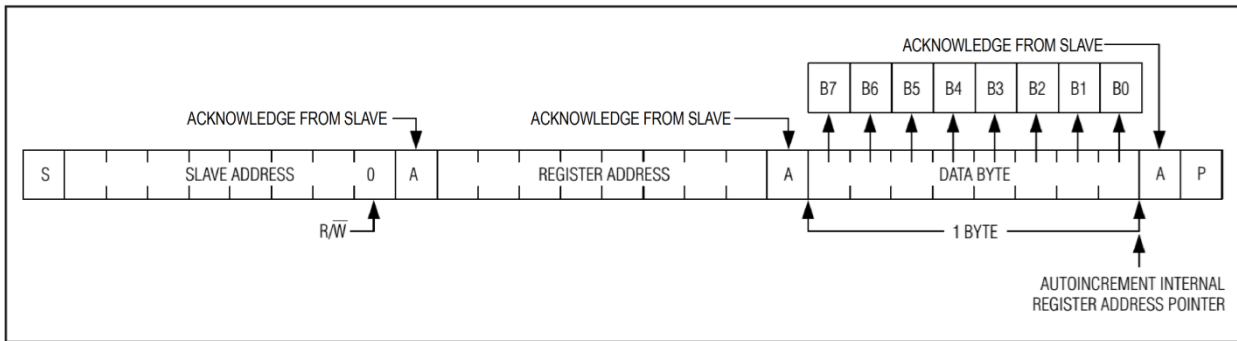 ACKNOWLEDGE FROM SLAVE
B7 B6 B5 B4 B3 B2 B1 B0
ACKNOWLEDGE FROM SLAVE
ACKNOWLEDGE FROM SLAVE
S SLAVE ADDRESS 0 A REGISTER ADDRESS A DATA BYTE A P
R/W̅
1 BYTE
AUTOINCREMENT INTERNAL
REGISTER ADDRESS POINTER